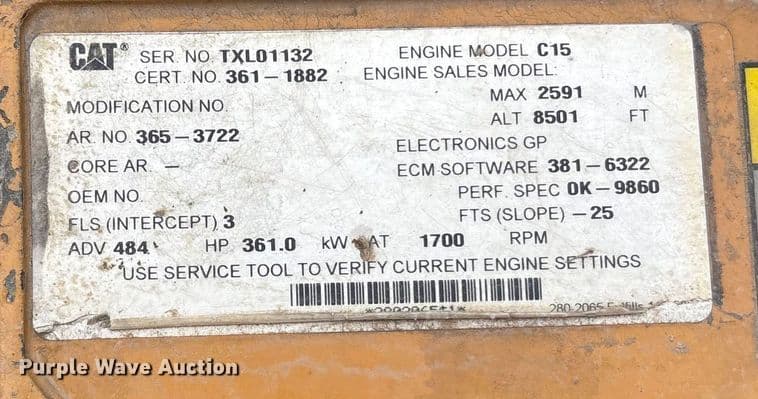 CAT® SER. NO. TXL01132 ENGINE MODEL C15
CERT. NO. 361-1882 ENGINE SALES MODEL:
MODIFICATION NO. MAX 2591 M
ALT 8501 FT
AR. NO. 365-3722 ELECTRONICS GP
CORE AR. - ECM SOFTWARE 381-6322
OEM NO. PERF. SPEC 0K-9860
FLS (INTERCEPT) 3 FTS (SLOPE) -25
ADV 484 HP 361.0 kW AT 1700 RPM
USE SERVICE TOOL TO VERIFY CURRENT ENGINE SETTINGS
280-2065
Purple Wave Auction